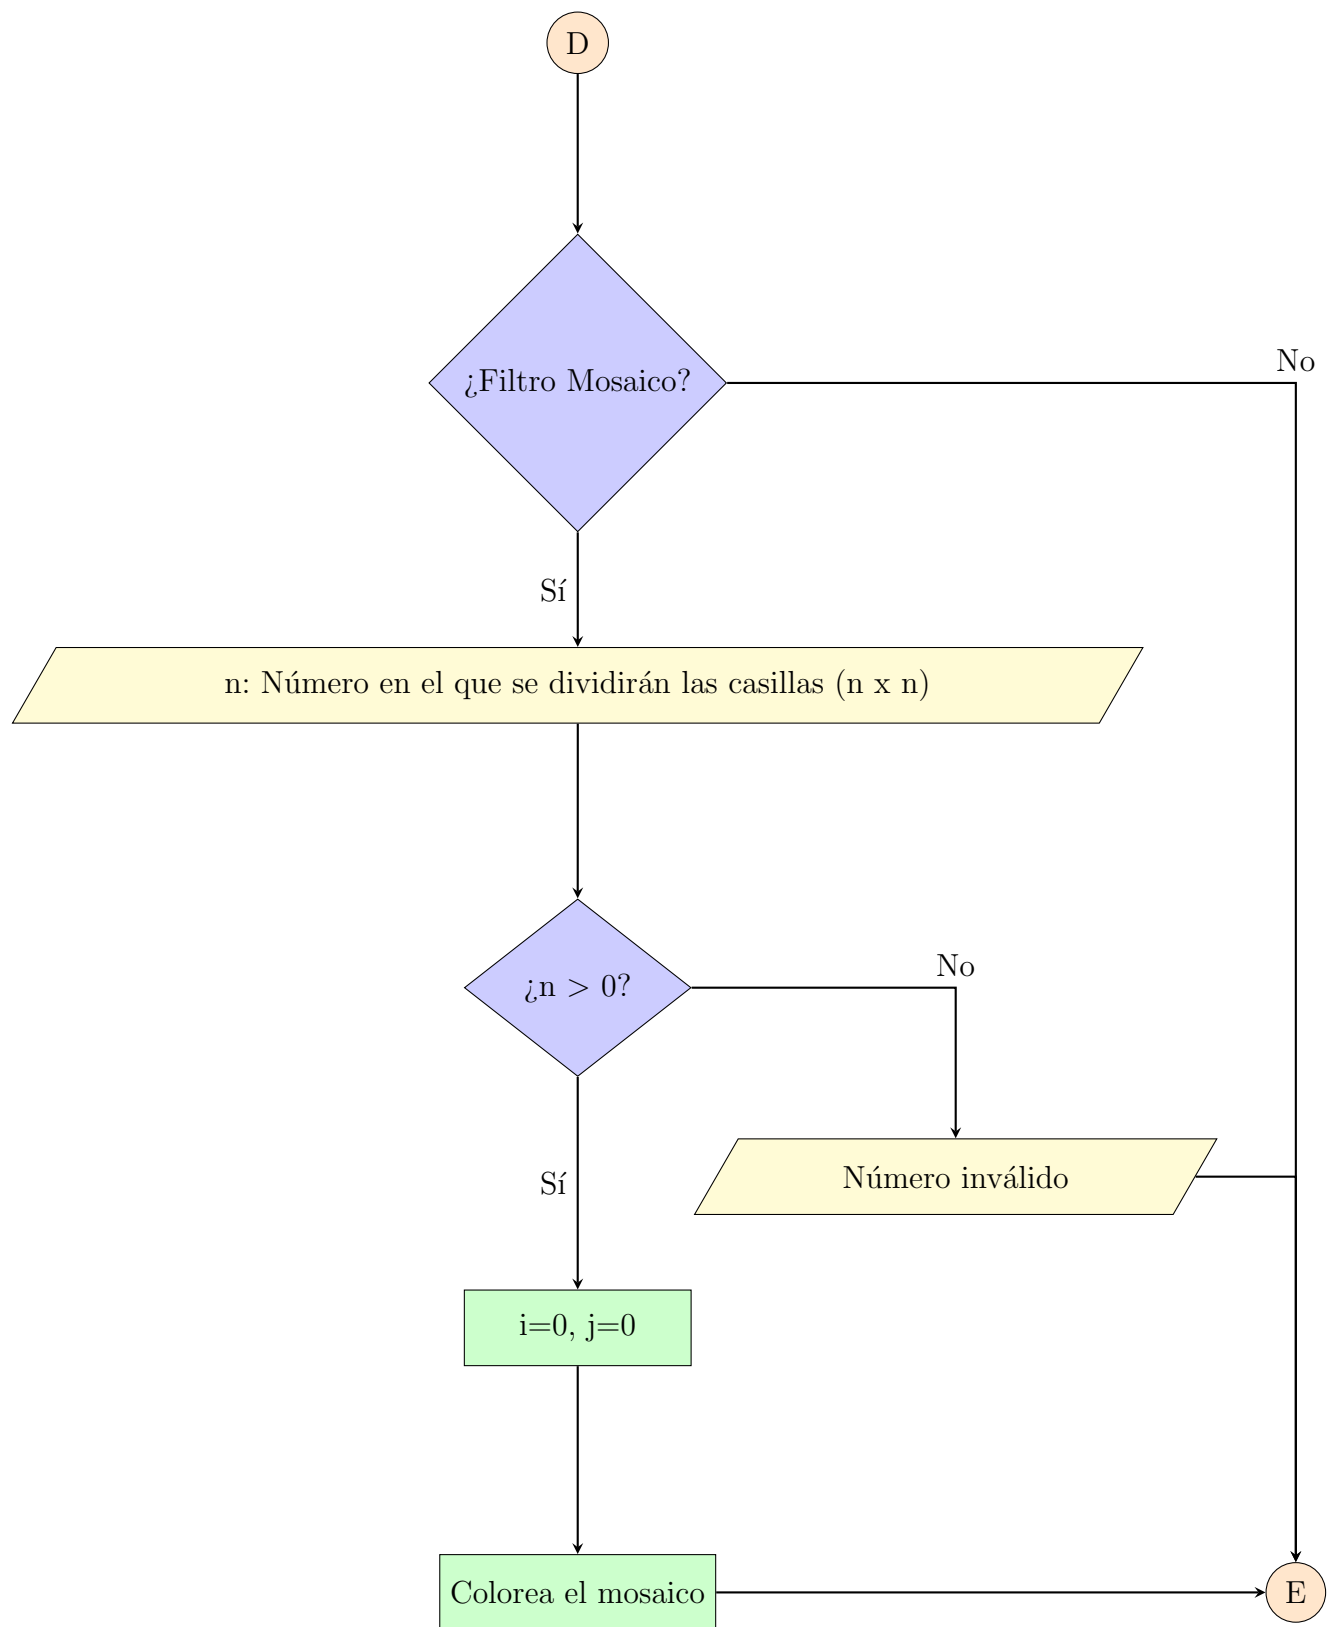 D
¿Filtro Mosaico?
No
Sí
n: Número en el que se dividirán las casillas (n x n)
¿n > 0?
No
Sí
Número inválido
i=0, j=0
Colorea el mosaico
E